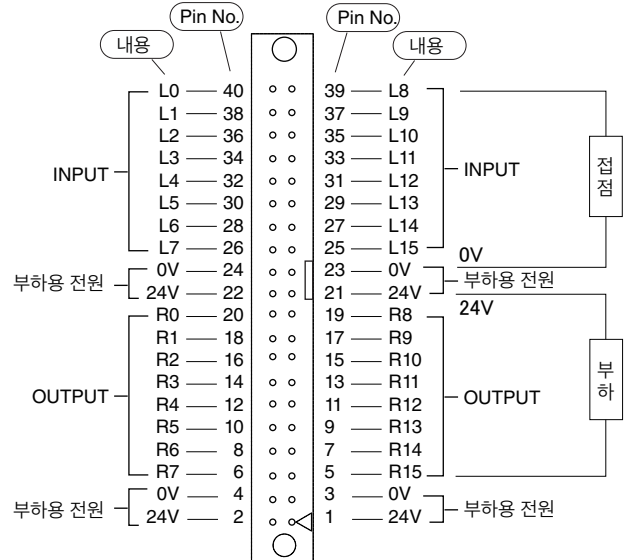 Pin No. Pin No.
내용 내용
L0 40 39 L8
L1 38 37 L9
L2 36 35 L10
L3 34 33 L11
INPUT L4 32 31 L12 INPUT 접점
L5 30 29 L13
L6 28 27 L14
L7 26 25 L15 0V
부하용 전원 0V 24 23 0V 부하용 전원
24V 22 21 24V 24V
R0 20 19 R8
R1 18 17 R9
R2 16 15 R10
R3 14 13 R11
OUTPUT R4 12 11 R12 OUTPUT 부하
R5 10 9 R13
R6 8 7 R14
R7 6 5 R15
부하용 전원 0V 4 3 0V 부하용 전원
24V 2 1 24V